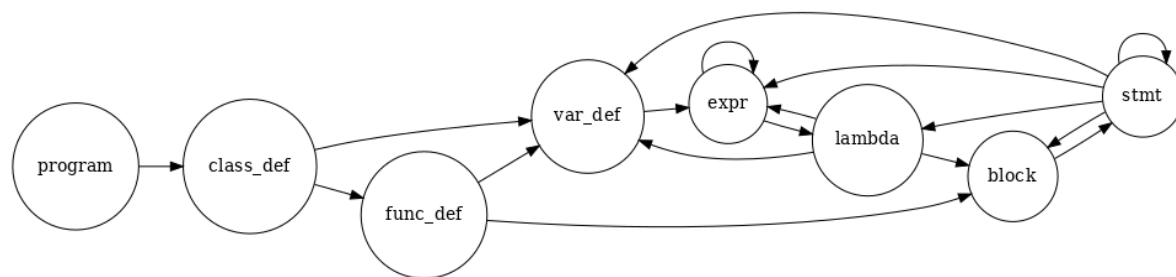 program
class_def
func_def
var_def
expr
lambda
block
stmt